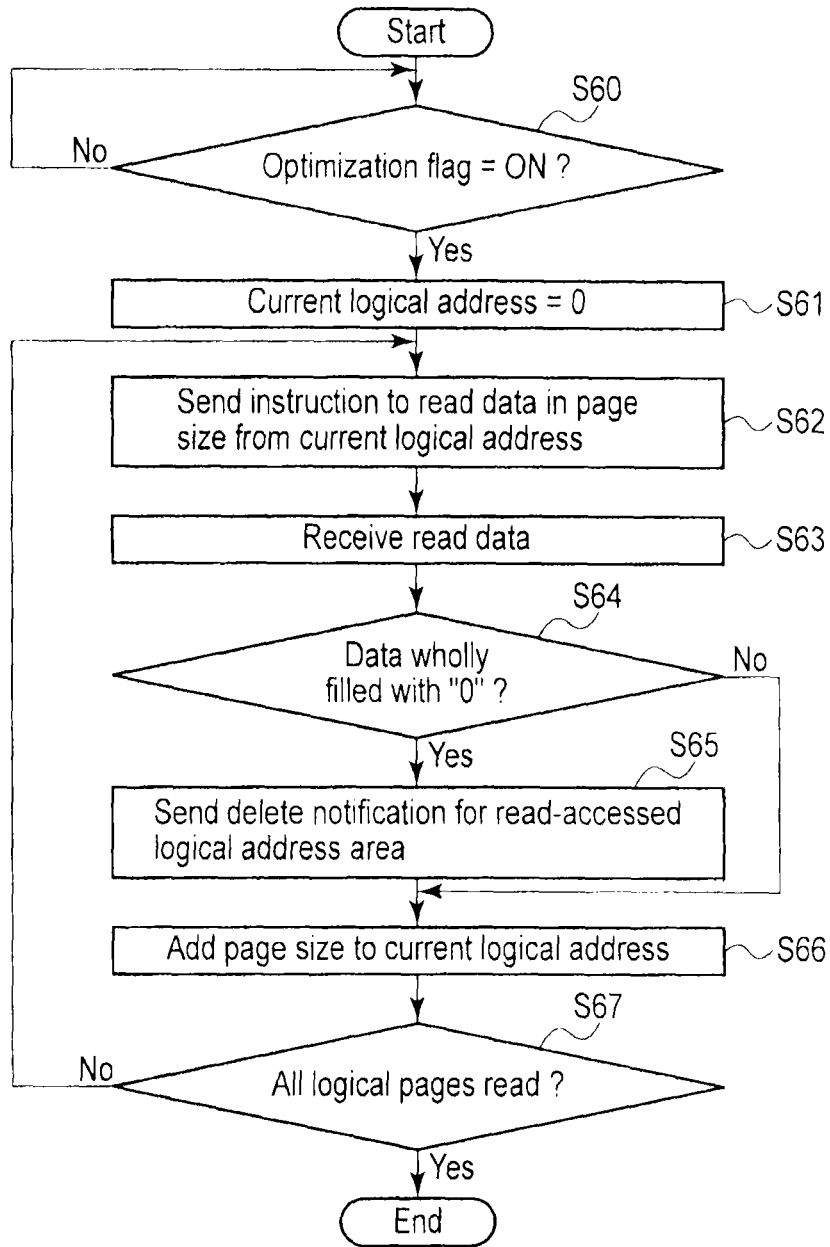 Start
S60
No
Optimization flag = ON ?
Yes
Current logical address = 0
S61
Send instruction to read data in page
size from current logical address
S62
Receive read data
S63
S64
Data wholly
filled with "0" ?
No
Yes
S65
Send delete notification for read-accessed
logical address area
Add page size to current logical address
S66
S67
No
All logical pages read ?
Yes
End